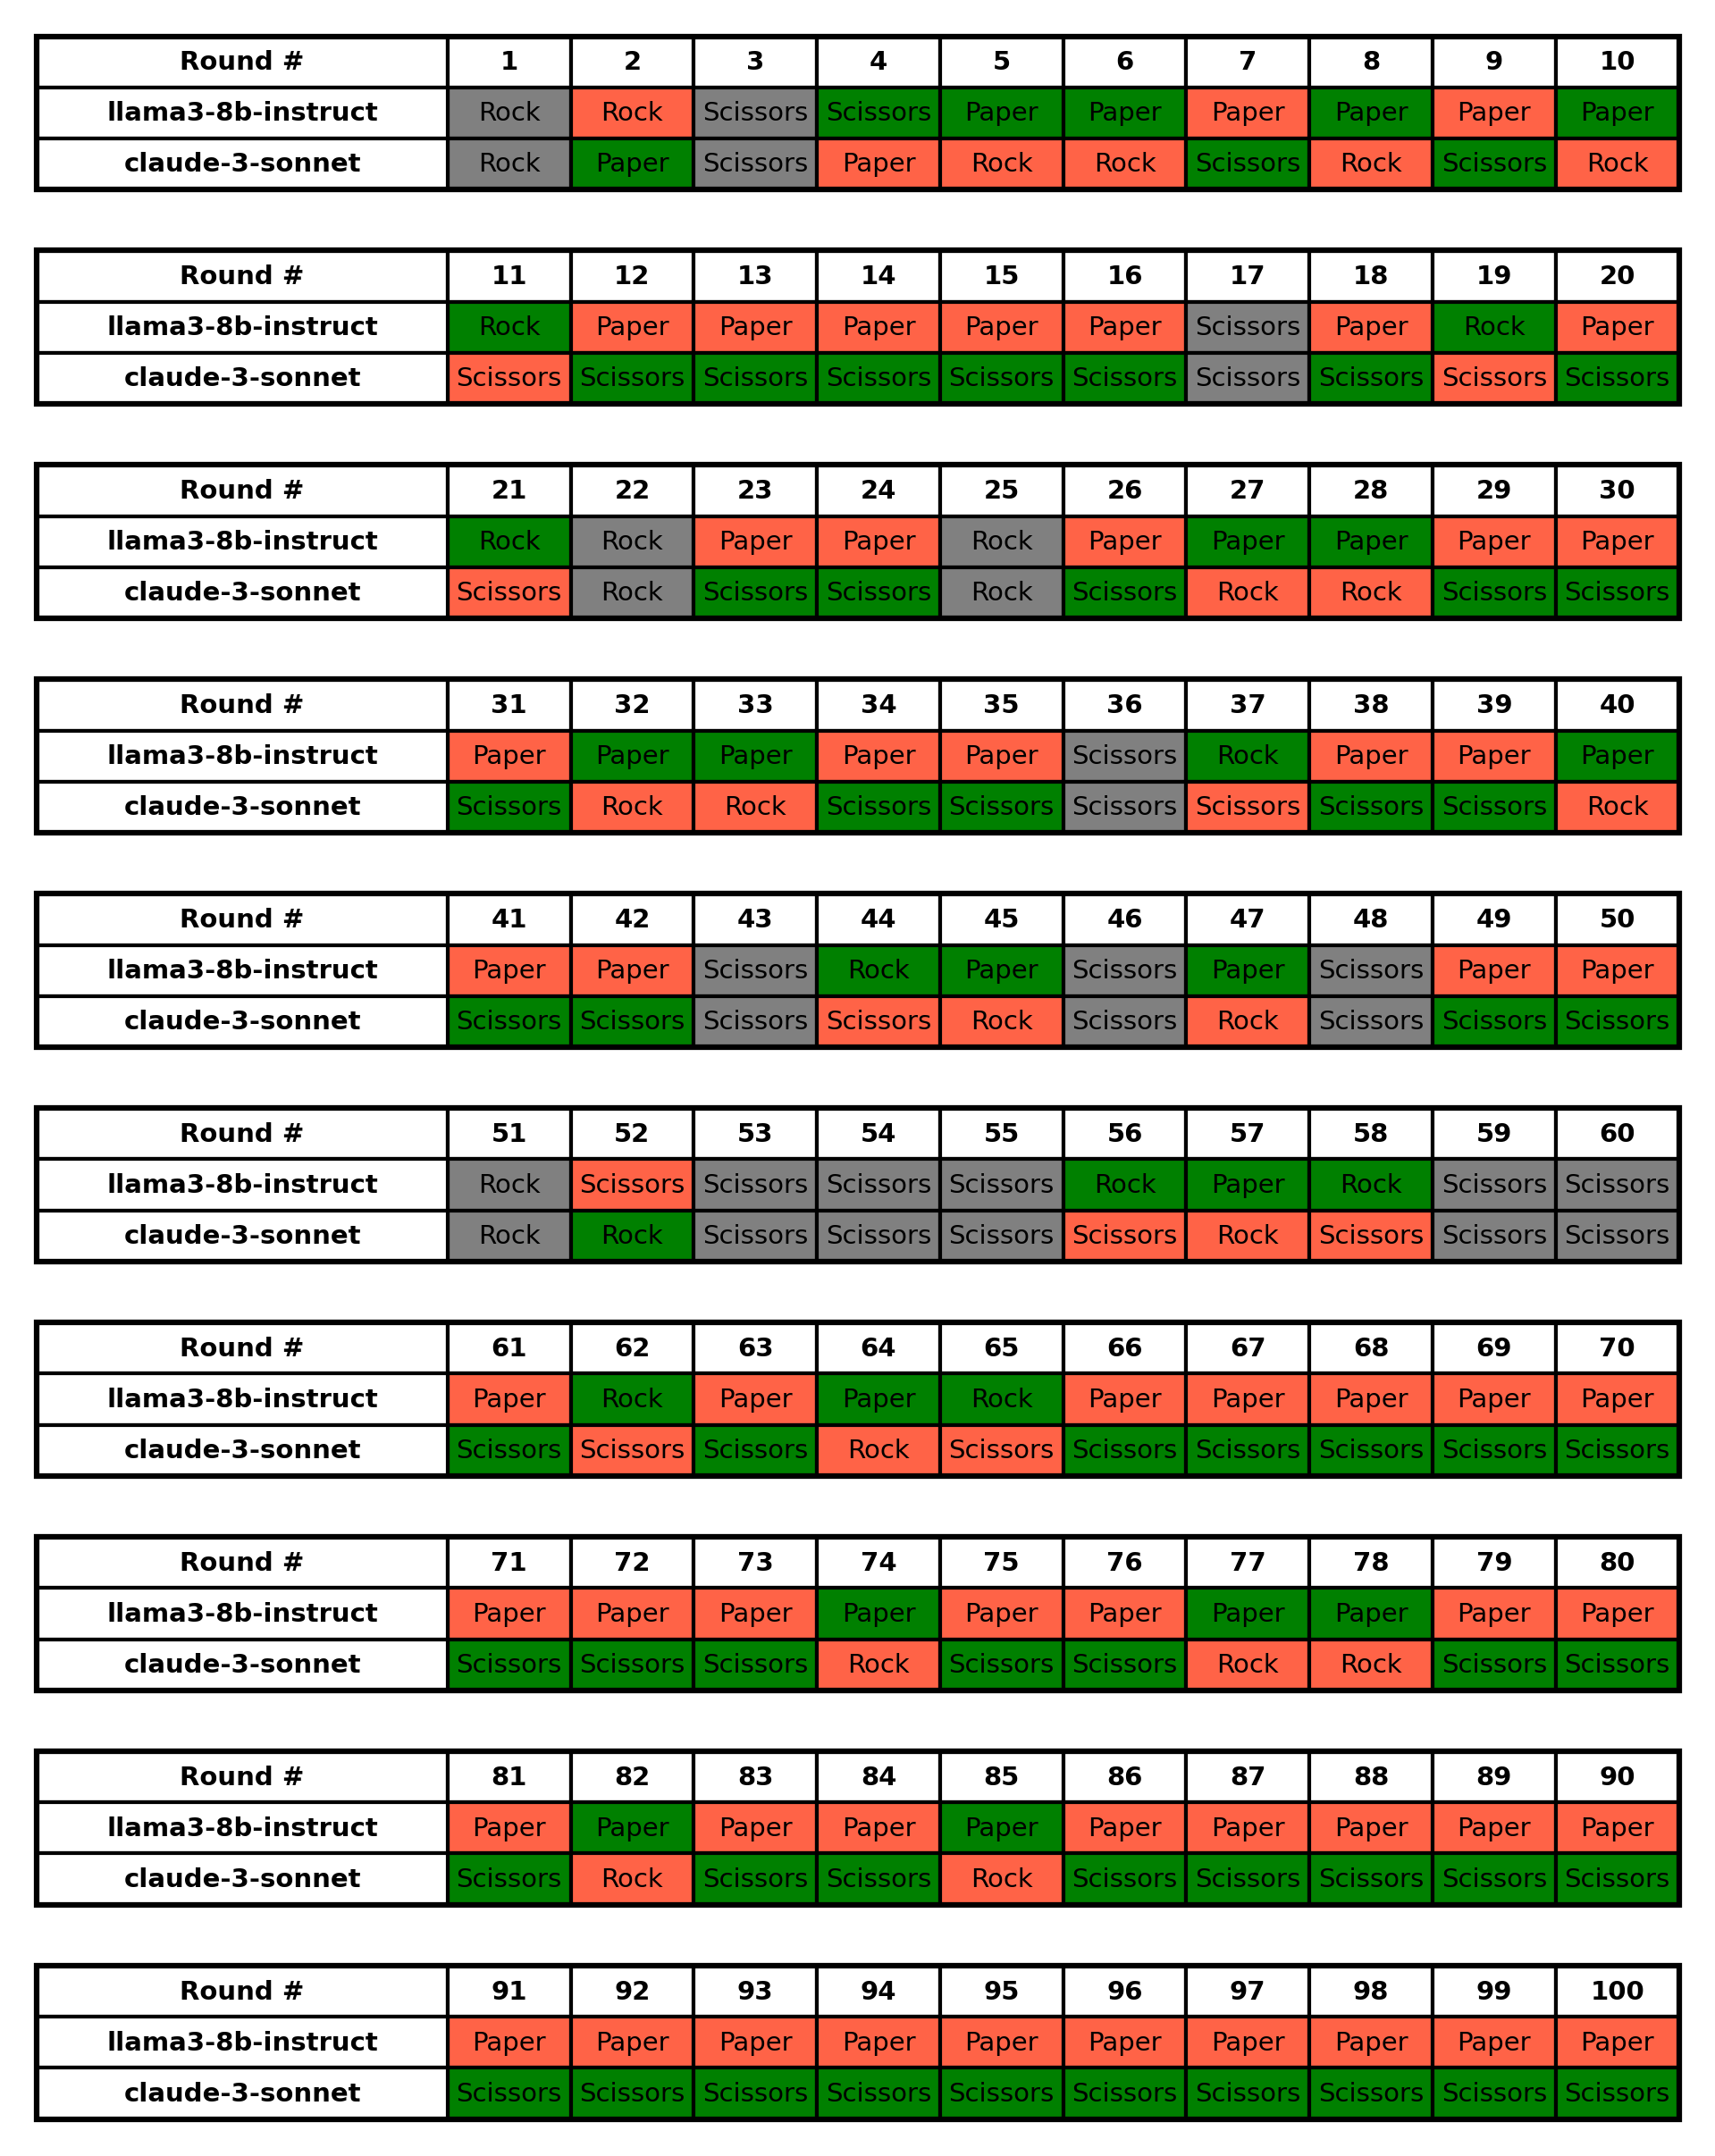 Round # 1 2 3 4 5 6 7 8 9 10
llama3-8b-instruct Rock Rock Scissors Scissors Paper Paper Paper Paper Paper Paper
claude-3-sonnet Rock Paper Scissors Paper Rock Rock Scissors Rock Scissors Rock
Round # 11 12 13 14 15 16 17 18 19 20
llama3-8b-instruct Rock Paper Paper Paper Paper Paper Scissors Paper Rock Paper
claude-3-sonnet Scissors Scissors Scissors Scissors Scissors Scissors Scissors Scissors Scissors Scissors
Round # 21 22 23 24 25 26 27 28 29 30
llama3-8b-instruct Rock Rock Paper Paper Rock Paper Paper Paper Paper Paper
claude-3-sonnet Scissors Rock Scissors Scissors Rock Scissors Rock Rock Scissors Scissors
Round # 31 32 33 34 35 36 37 38 39 40
llama3-8b-instruct Paper Paper Paper Paper Paper Scissors Rock Paper Paper Paper
claude-3-sonnet Scissors Rock Rock Scissors Scissors Scissors Scissors Scissors Scissors Rock
Round # 41 42 43 44 45 46 47 48 49 50
llama3-8b-instruct Paper Paper Scissors Rock Paper Scissors Paper Scissors Paper Paper
claude-3-sonnet Scissors Scissors Scissors Scissors Rock Scissors Rock Scissors Scissors Scissors
Round # 51 52 53 54 55 56 57 58 59 60
llama3-8b-instruct Rock Scissors Scissors Scissors Scissors Rock Paper Rock Scissors Scissors
claude-3-sonnet Rock Rock Scissors Scissors Scissors Scissors Rock Scissors Scissors Scissors
Round # 61 62 63 64 65 66 67 68 69 70
llama3-8b-instruct Paper Rock Paper Paper Rock Paper Paper Paper Paper Paper
claude-3-sonnet Scissors Scissors Scissors Rock Scissors Scissors Scissors Scissors Scissors Scissors
Round # 71 72 73 74 75 76 77 78 79 80
llama3-8b-instruct Paper Paper Paper Paper Paper Paper Paper Paper Paper Paper
claude-3-sonnet Scissors Scissors Scissors Rock Scissors Scissors Rock Rock Scissors Scissors
Round # 81 82 83 84 85 86 87 88 89 90
llama3-8b-instruct Paper Paper Paper Paper Paper Paper Paper Paper Paper Paper
claude-3-sonnet Scissors Rock Scissors Scissors Rock Scissors Scissors Scissors Scissors Scissors
Round # 91 92 93 94 95 96 97 98 99 100
llama3-8b-instruct Paper Paper Paper Paper Paper Paper Paper Paper Paper Paper
claude-3-sonnet Scissors Scissors Scissors Scissors Scissors Scissors Scissors Scissors Scissors Scissors